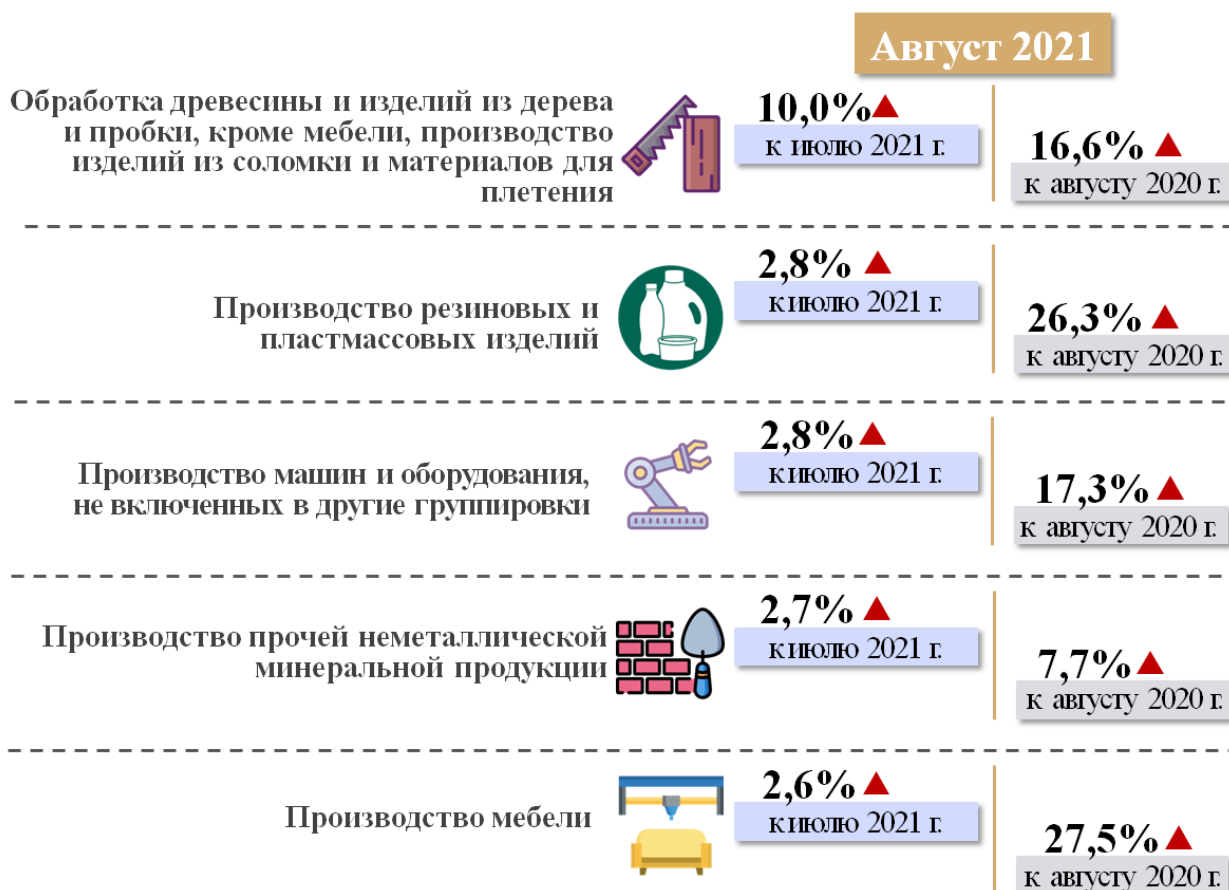 Август 2021
Обработка древесины и изделий из дерева
и пробки, кроме мебели, производство
изделий из соломки и материалов для
плетения
10,0%
к июлю 2021 г.
16,6%
к августу 2020 г.
Производство резиновых и
пластмассовых изделий
2,8%
к июлю 2021 г.
26,3%
к августу 2020 г.
Производство машин и оборудования,
не включенных в другие группировки
2,8%
к июлю 2021 г.
17,3%
к августу 2020 г.
Производство прочей неметаллической
минеральной продукции
2,7%
к июлю 2021 г.
7,7%
к августу 2020 г.
Производство мебели
2,6%
к июлю 2021 г.
27,5%
к августу 2020 г.